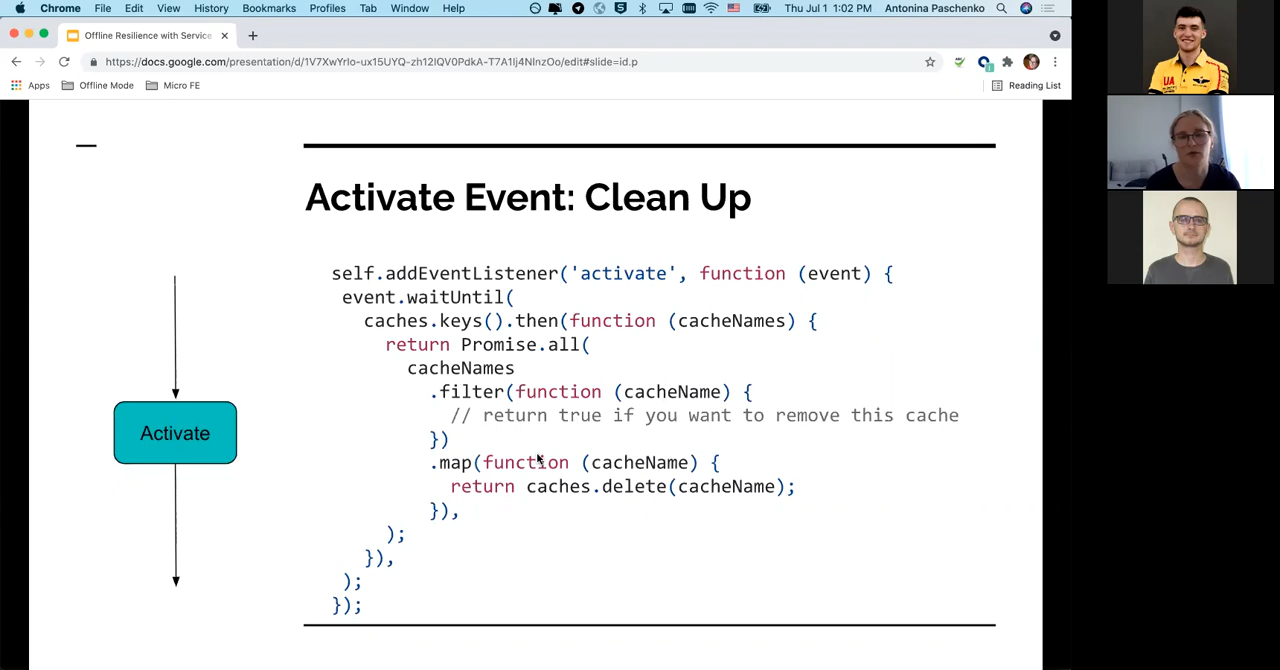 Chrome File Edit View History Bookmarks Profiles Tab Window Help Thu Jul 1 1:02 PM Antonina Paschenko
Offline Resilience with Service
https://docs.google.com/presentation/d/1V7XwYrIo-ux15UYQ-zh12IQV0PdkA-T7A1Ij4NInzOo/edit#slide=id.p
Apps Offline Mode Micro FE Reading List
Activate Event: Clean Up
self.addEventListener('activate', function (event) {
event.waitUntil(
caches.keys().then(function (cacheNames) {
return Promise.all(
cacheNames
.filter(function (cacheName) {
// return true if you want to remove this cache
})
.map(function (cacheName) {
return caches.delete(cacheName);
}),
);
}),
);
});
Activate
UA